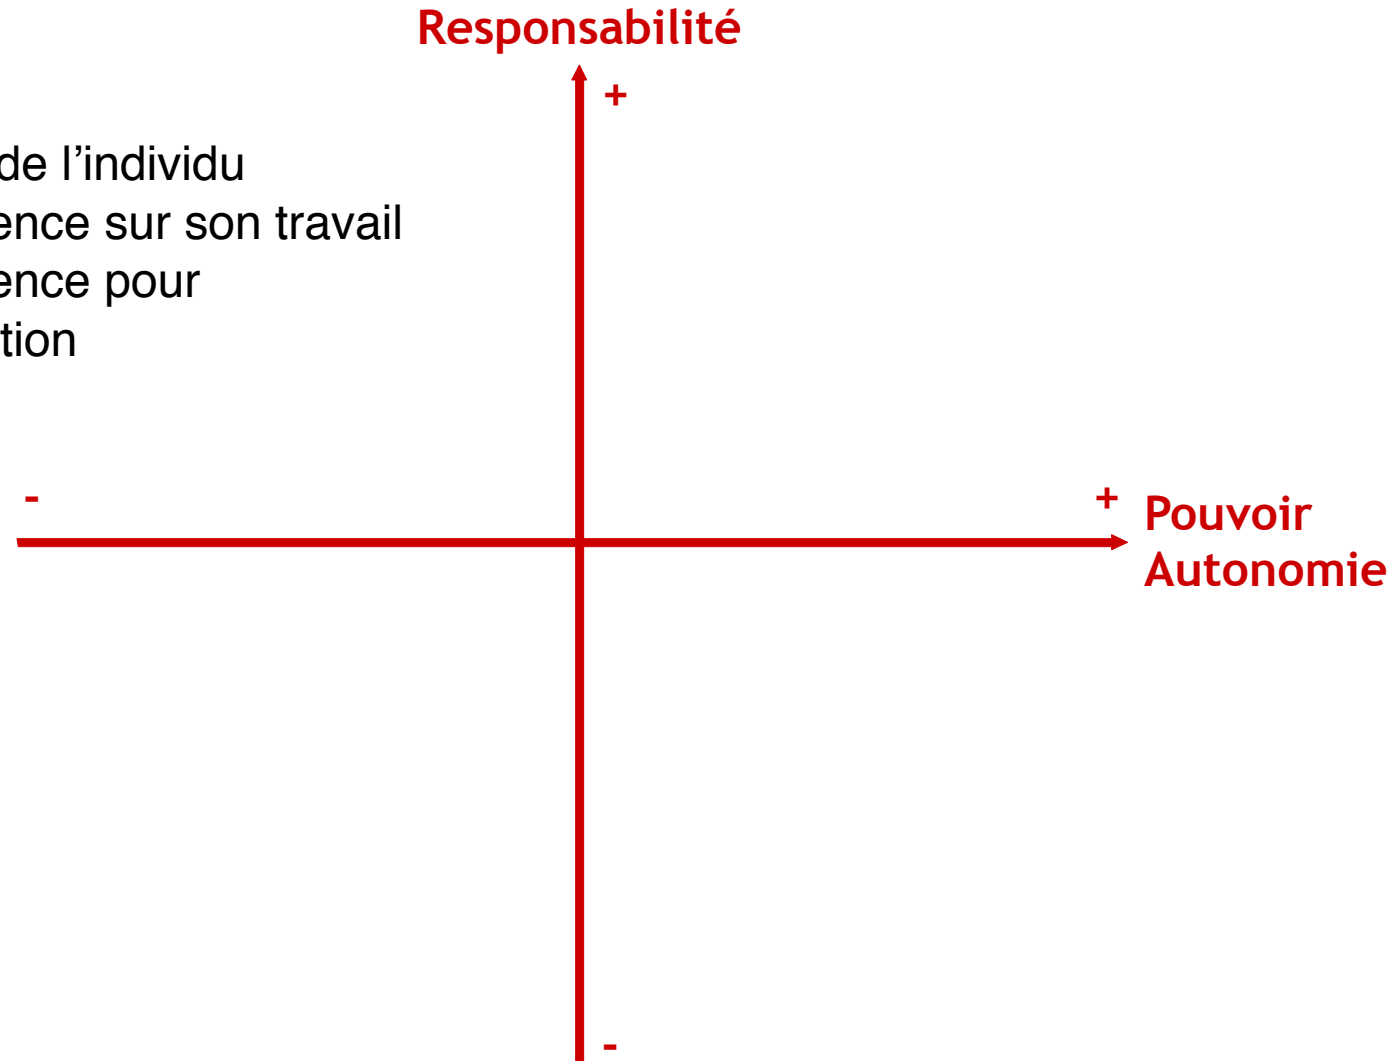 Responsabilité
+
de l’individu
ence sur son travail
ence pour
tion
-
+
Pouvoir
Autonomie
-